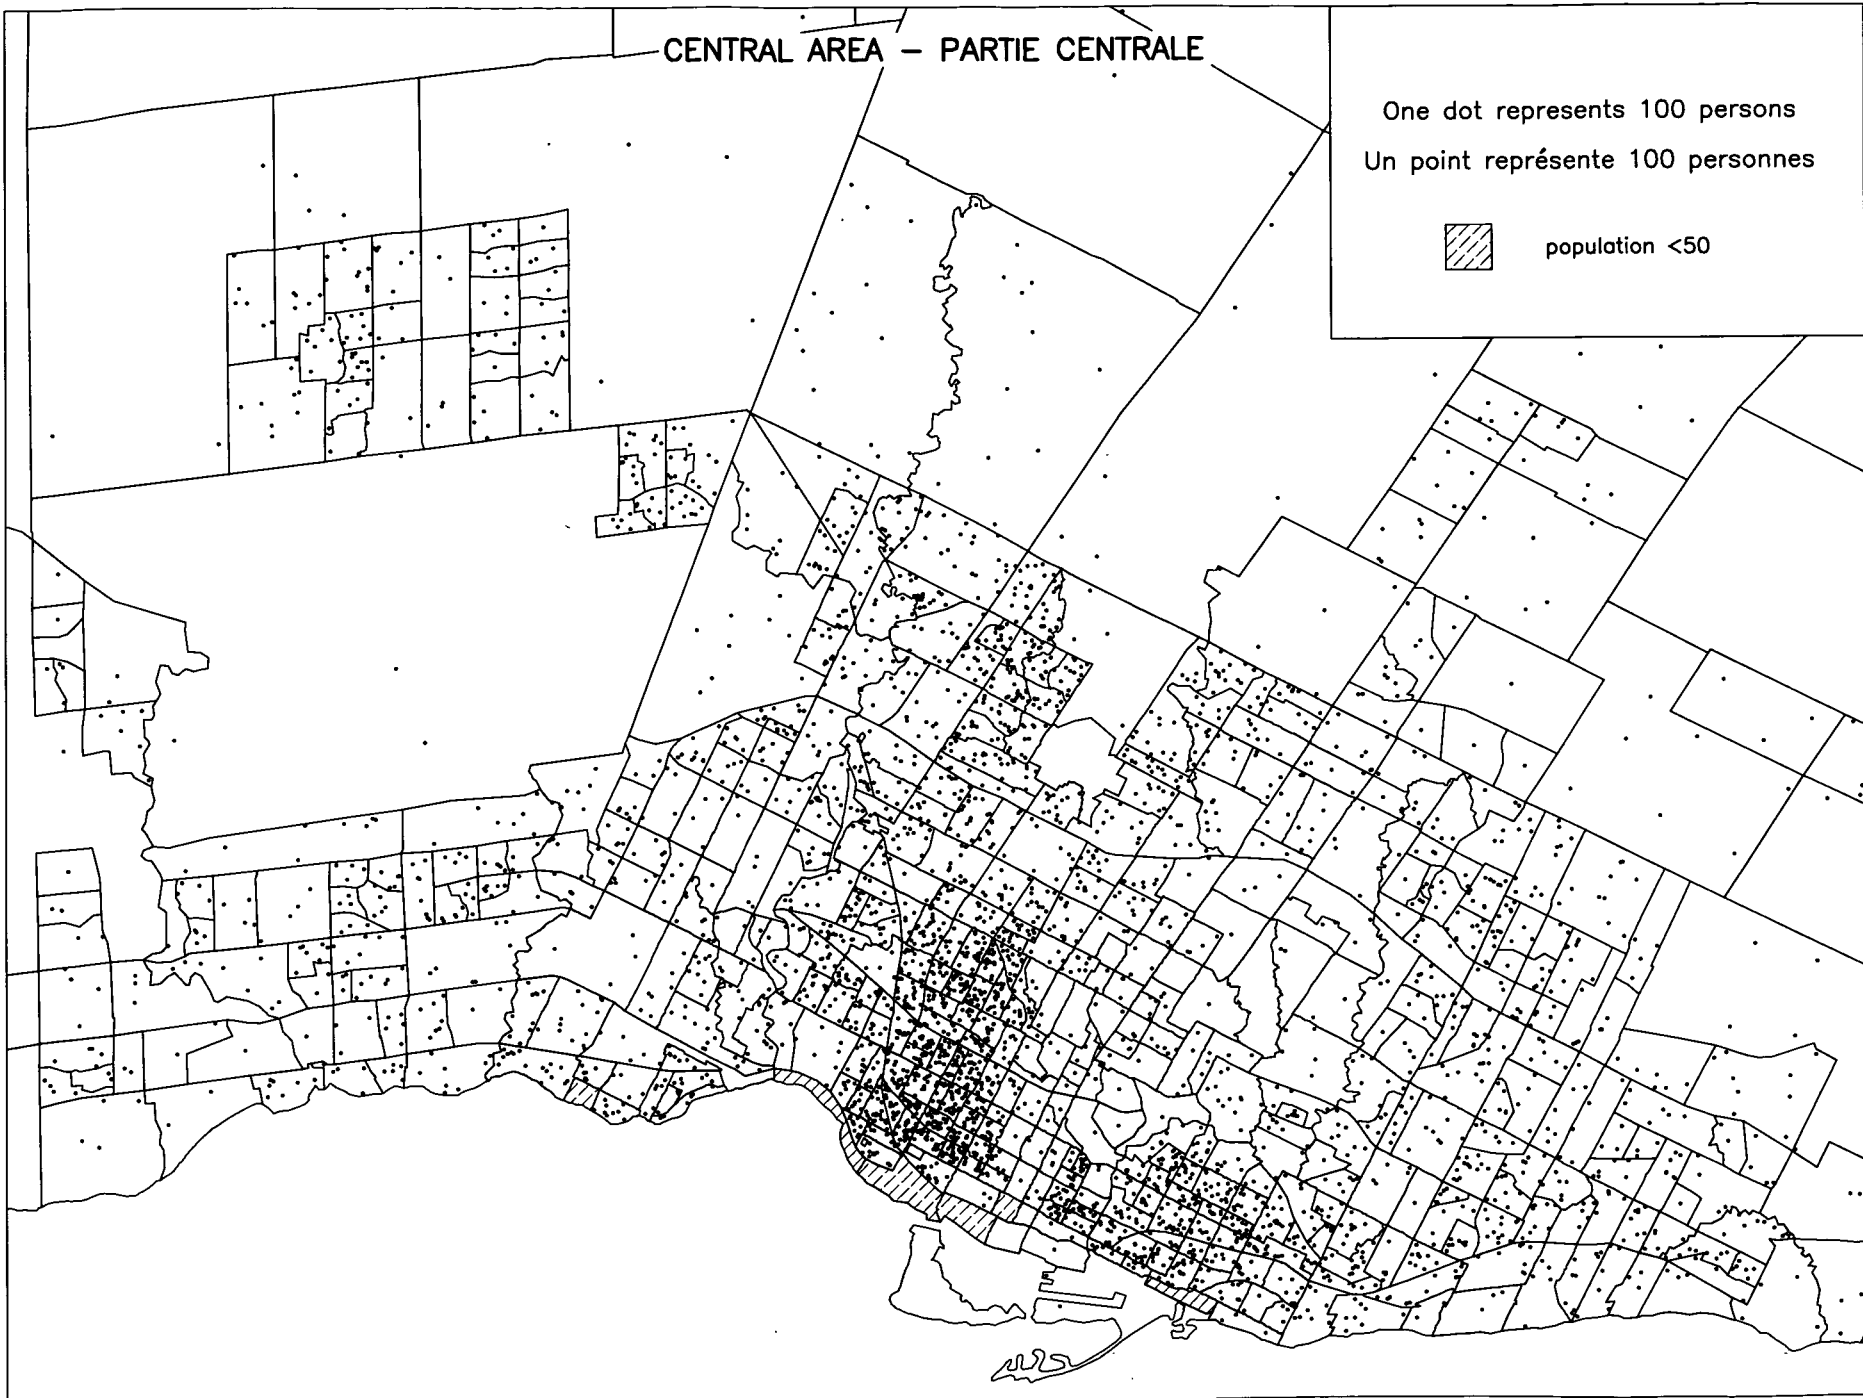 CENTRAL AREA – PARTIE CENTRALE
One dot represents 100 persons
Un point représente 100 personnes
population <50